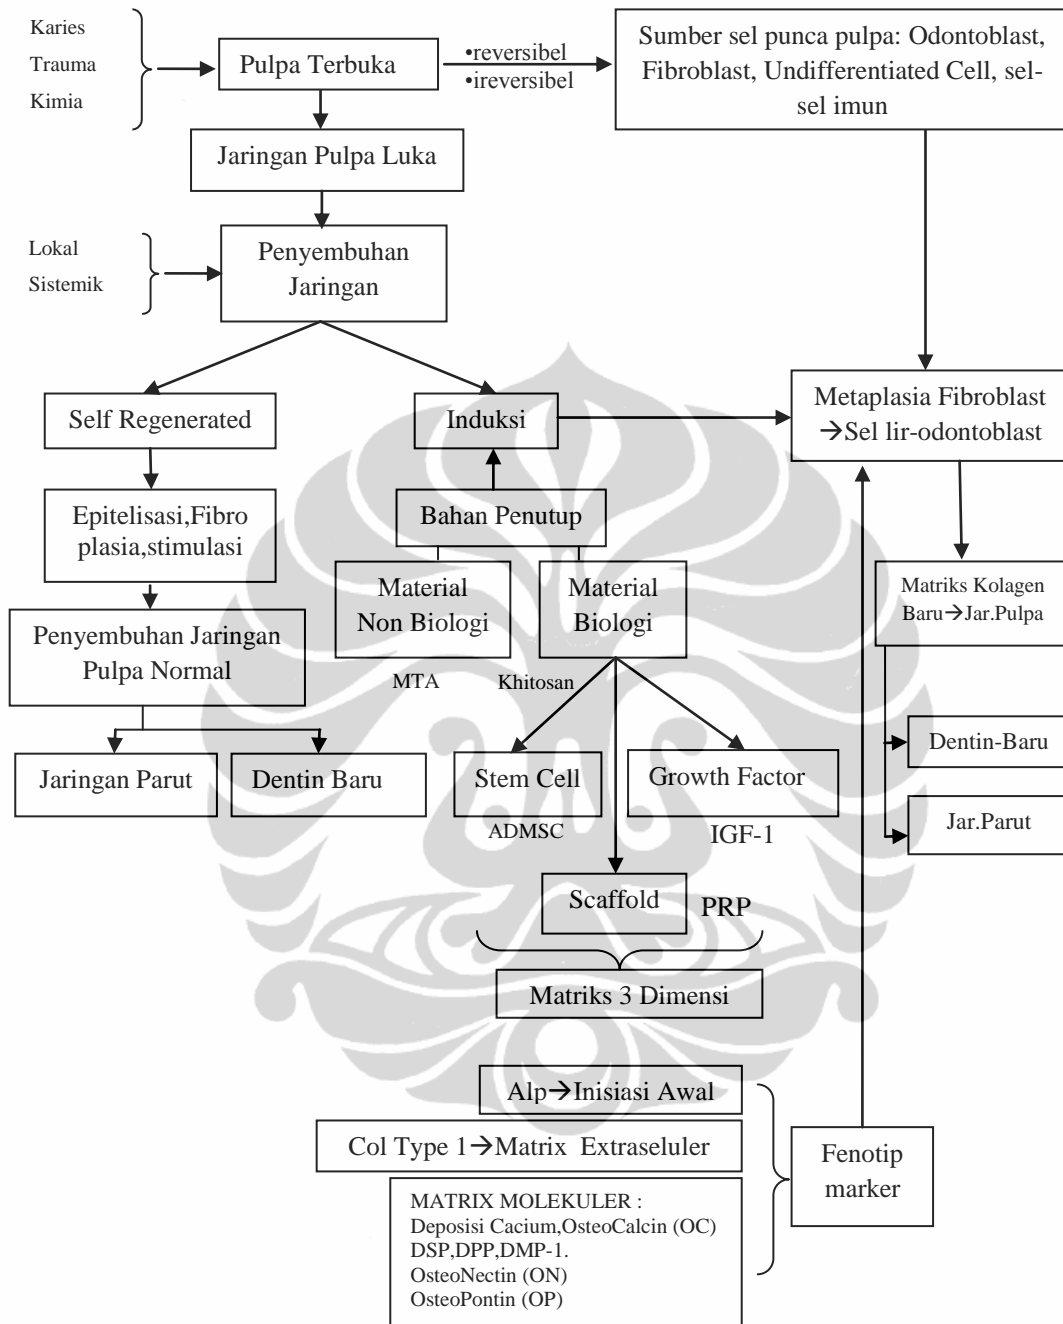 Karies
Trauma
Kimia
Pulpa Terbuka
•reversibel
•ireversibel
Sumber sel punca pulpa: Odontoblast,
Fibroblast, Undifferentiated Cell, sel-
sel imun
Jaringan Pulpa Luka
Lokal
Sistemik
Penyembuhan
Jaringan
Self Regenerated
Induksi
Metaplasia Fibroblast
→Sel lir-odontoblast
Epitelisasi,Fibro
plasia,stimulasi
Bahan Penutup
Material
Non Biologi
Material
Biologi
Matriks Kolagen
Baru→Jar.Pulpa
Penyembuhan Jaringan
Pulpa Normal
MTA
Khitosan
Jaringan Parut
Dentin Baru
Stem Cell
Growth Factor
Dentin-Baru
ADMSC
IGF-1
Jar.Parut
Scaffold
PRP
Matriks 3 Dimensi
Alp→Inisiasi Awal
Col Type 1→Matrix Extraseluler
Fenotip
marker
MATRIX MOLEKULER :
Deposisi Cacium,OsteoCalcin (OC)
DSP,DPP,DMP-1.
OsteoNectin (ON)
OsteoPontin (OP)